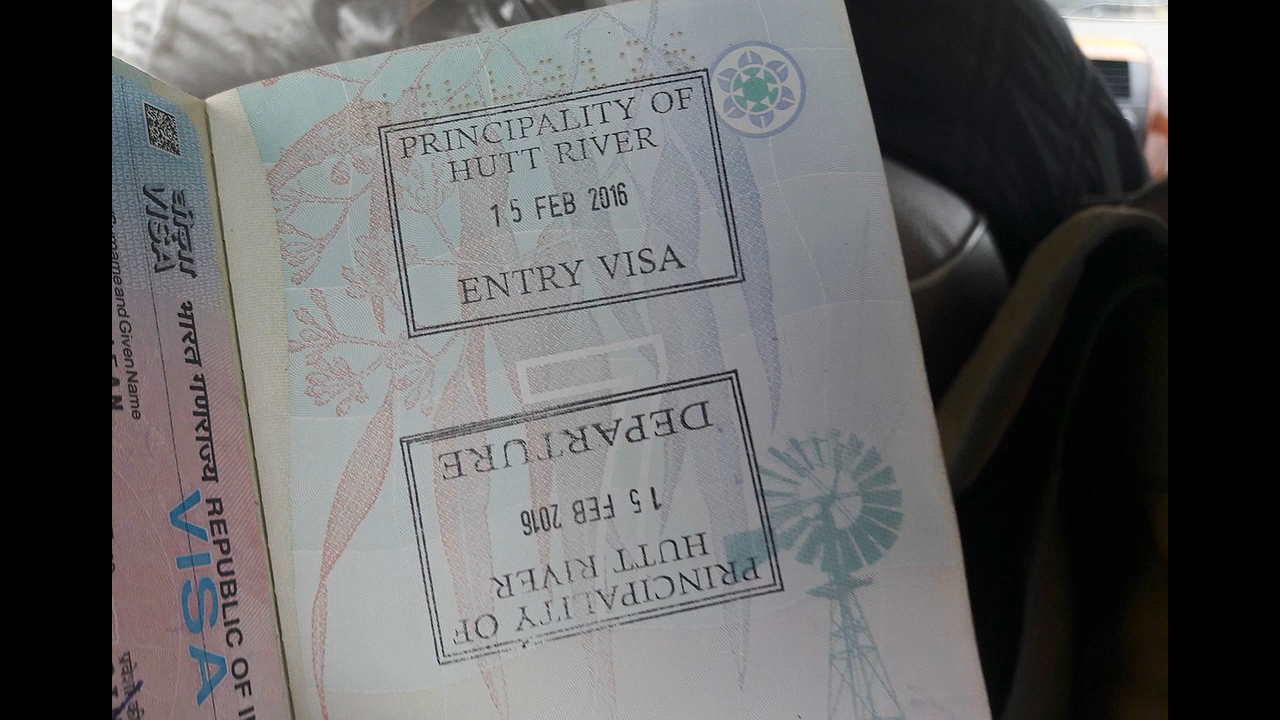 PRINCIPALITY OF
HUTT RIVER
15 FEB 2016
ENTRY VISA
PRINCIPALITY OF
HUTT RIVER
15 FEB 2016
DEPARTURE
VISA
भारत गणराज्य REPUBLIC OF
VISA
Surname and Given Name